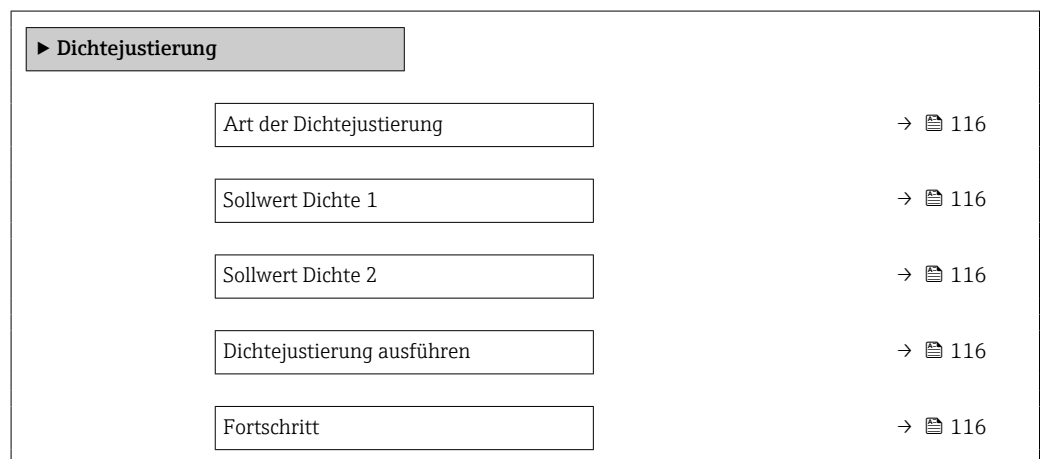 ▶ Dichtejustierung
Art der Dichtejustierung → 116
Sollwert Dichte 1 → 116
Sollwert Dichte 2 → 116
Dichtejustierung ausführen → 116
Fortschritt → 116